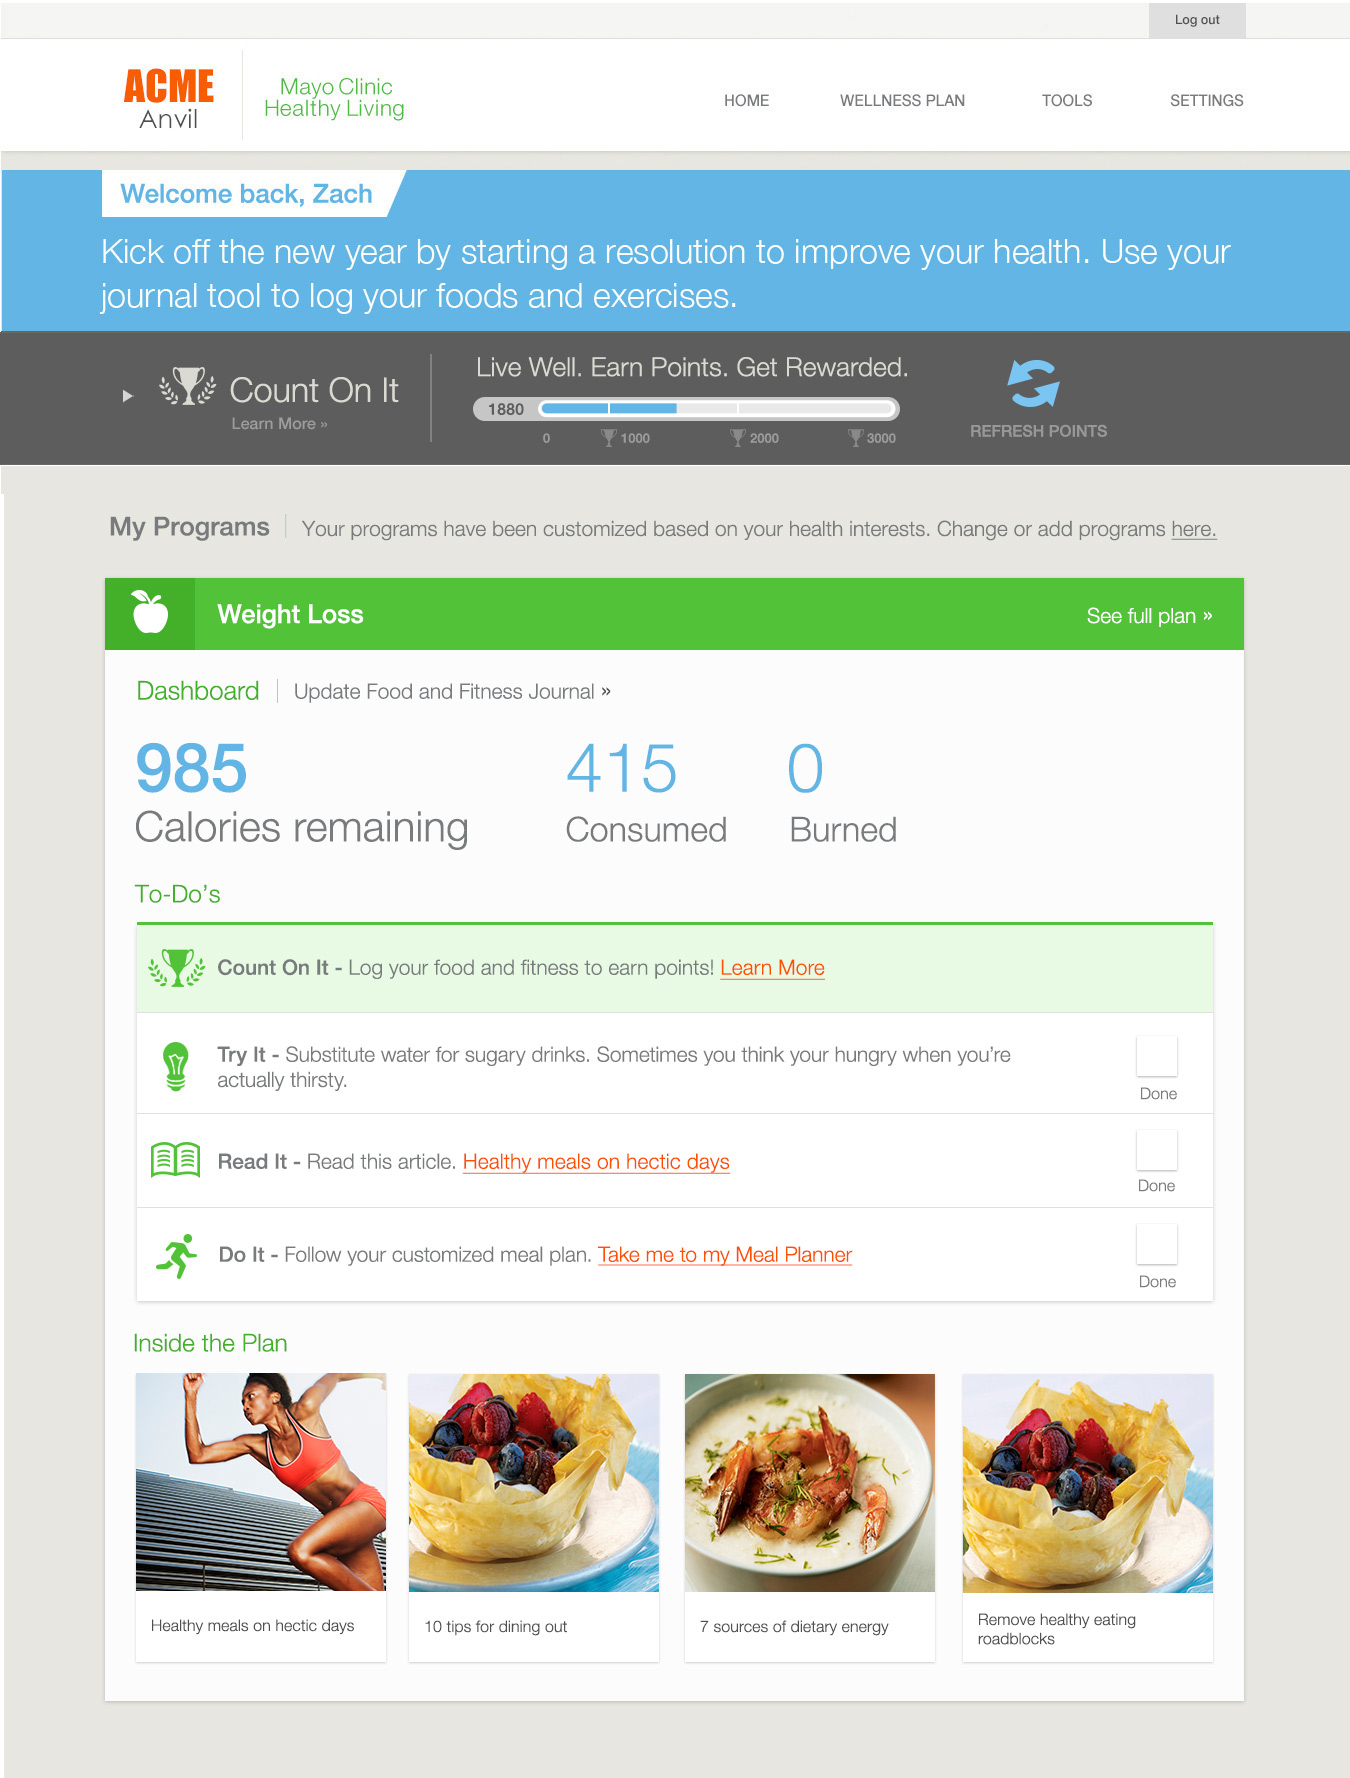 Log out
ACME
Anvil
Mayo Clinic
Healthy Living
HOME
WELLNESS PLAN
TOOLS
SETTINGS
Welcome back, Zach
Kick off the new year by starting a resolution to improve your health. Use your
journal tool to log your foods and exercises.
Count On It
Learn More »
Live Well. Earn Points. Get Rewarded.
1880
0
1000
2000
3000
REFRESH POINTS
My Programs
Your programs have been customized based on your health interests. Change or add programs here.
Weight Loss
See full plan »
Dashboard
Update Food and Fitness Journal »
985
Calories remaining
415
Consumed
0
Burned
To-Do’s
Count On It - Log your food and fitness to earn points! Learn More
Try It - Substitute water for sugary drinks. Sometimes you think your hungry when you’re
actually thirsty.
Done
Read It - Read this article. Healthy meals on hectic days
Done
Do It - Follow your customized meal plan. Take me to my Meal Planner
Done
Inside the Plan
Healthy meals on hectic days
10 tips for dining out
7 sources of dietary energy
Remove healthy eating
roadblocks